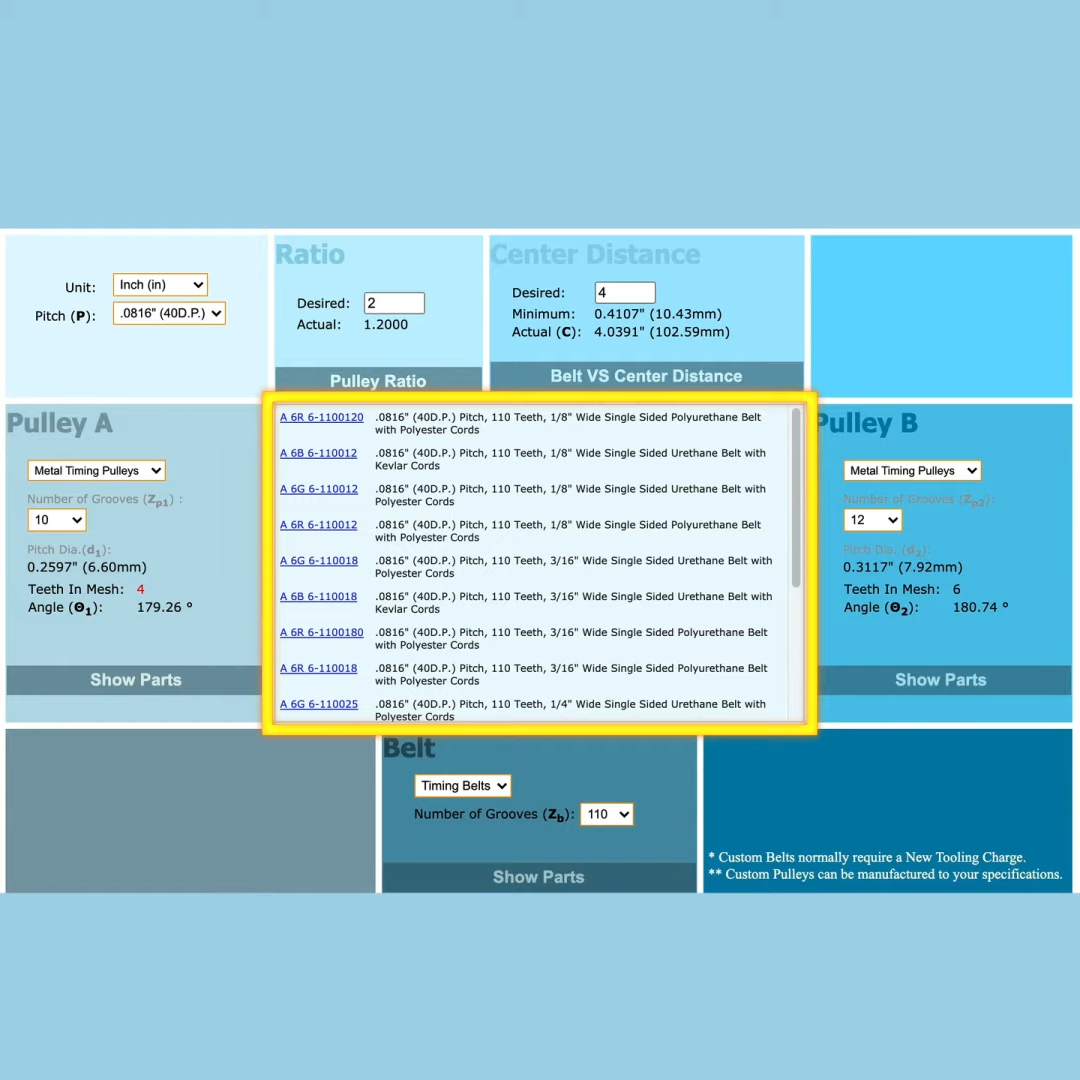 Unit: Inch (in)
Pitch (P): .0816" (40D.P.)
Ratio
Desired: 2
Actual: 1.2000
Pulley Ratio
Center Distance
Desired: 4
Minimum: 0.4107" (10.43mm)
Actual (C): 4.0391" (102.59mm)
Belt VS Center Distance
Pulley A
Metal Timing Pulleys
Number of Grooves (Zp1) :
10
Pitch Dia.(d1):
0.2597" (6.60mm)
Teeth In Mesh: 4
Angle (Θ1): 179.26 °
Show Parts
A 6R 6-1100120 .0816" (40D.P.) Pitch, 110 Teeth, 1/8" Wide Single Sided Polyurethane Belt
with Polyester Cords
A 6B 6-110012 .0816" (40D.P.) Pitch, 110 Teeth, 1/8" Wide Single Sided Urethane Belt with
Kevlar Cords
A 6G 6-110012 .0816" (40D.P.) Pitch, 110 Teeth, 1/8" Wide Single Sided Urethane Belt with
Polyester Cords
A 6R 6-110012 .0816" (40D.P.) Pitch, 110 Teeth, 1/8" Wide Single Sided Polyurethane Belt
with Polyester Cords
A 6G 6-110018 .0816" (40D.P.) Pitch, 110 Teeth, 3/16" Wide Single Sided Urethane Belt with
Polyester Cords
A 6B 6-110018 .0816" (40D.P.) Pitch, 110 Teeth, 3/16" Wide Single Sided Urethane Belt with
Kevlar Cords
A 6R 6-1100180 .0816" (40D.P.) Pitch, 110 Teeth, 3/16" Wide Single Sided Polyurethane Belt
with Polyester Cords
A 6R 6-110018 .0816" (40D.P.) Pitch, 110 Teeth, 3/16" Wide Single Sided Polyurethane Belt
with Polyester Cords
A 6G 6-110025 .0816" (40D.P.) Pitch, 110 Teeth, 1/4" Wide Single Sided Urethane Belt with
Polyester Cords
Pulley B
Metal Timing Pulleys
Number of Grooves (Zp2):
12
Pitch Dia. (d2):
0.3117" (7.92mm)
Teeth In Mesh: 6
Angle (Θ2): 180.74 °
Show Parts
Belt
Timing Belts
Number of Grooves (Zb): 110
Show Parts
* Custom Belts normally require a New Tooling Charge.
** Custom Pulleys can be manufactured to your specifications.